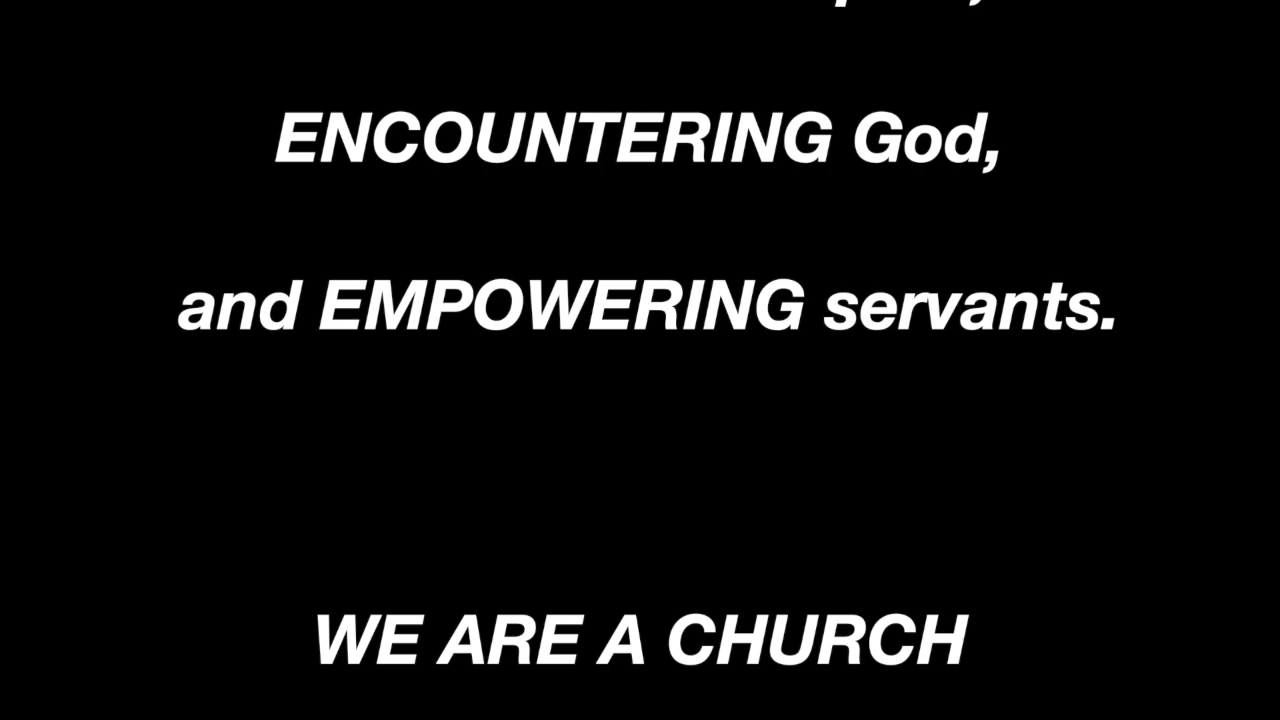 ENCOUNTERING God,
and EMPOWERING servants.
WE ARE A CHURCH